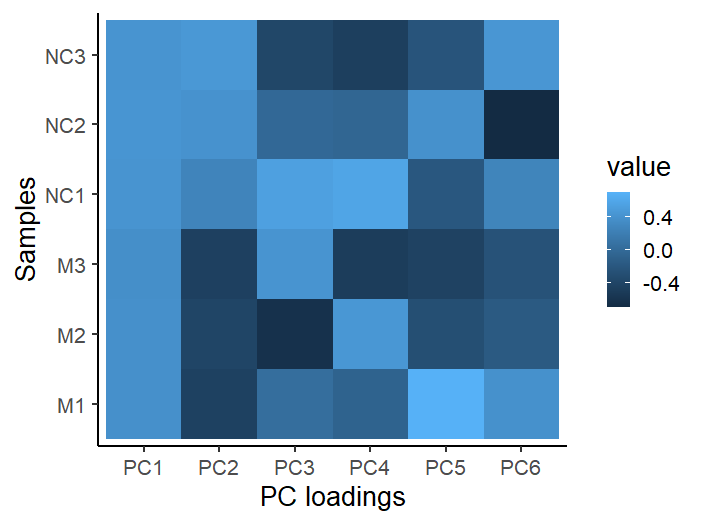 NC3
NC2
NC1
M3
M2
M1
Samples
PC1 PC2 PC3 PC4 PC5 PC6
PC loadings
value
0.4
0.0
-0.4